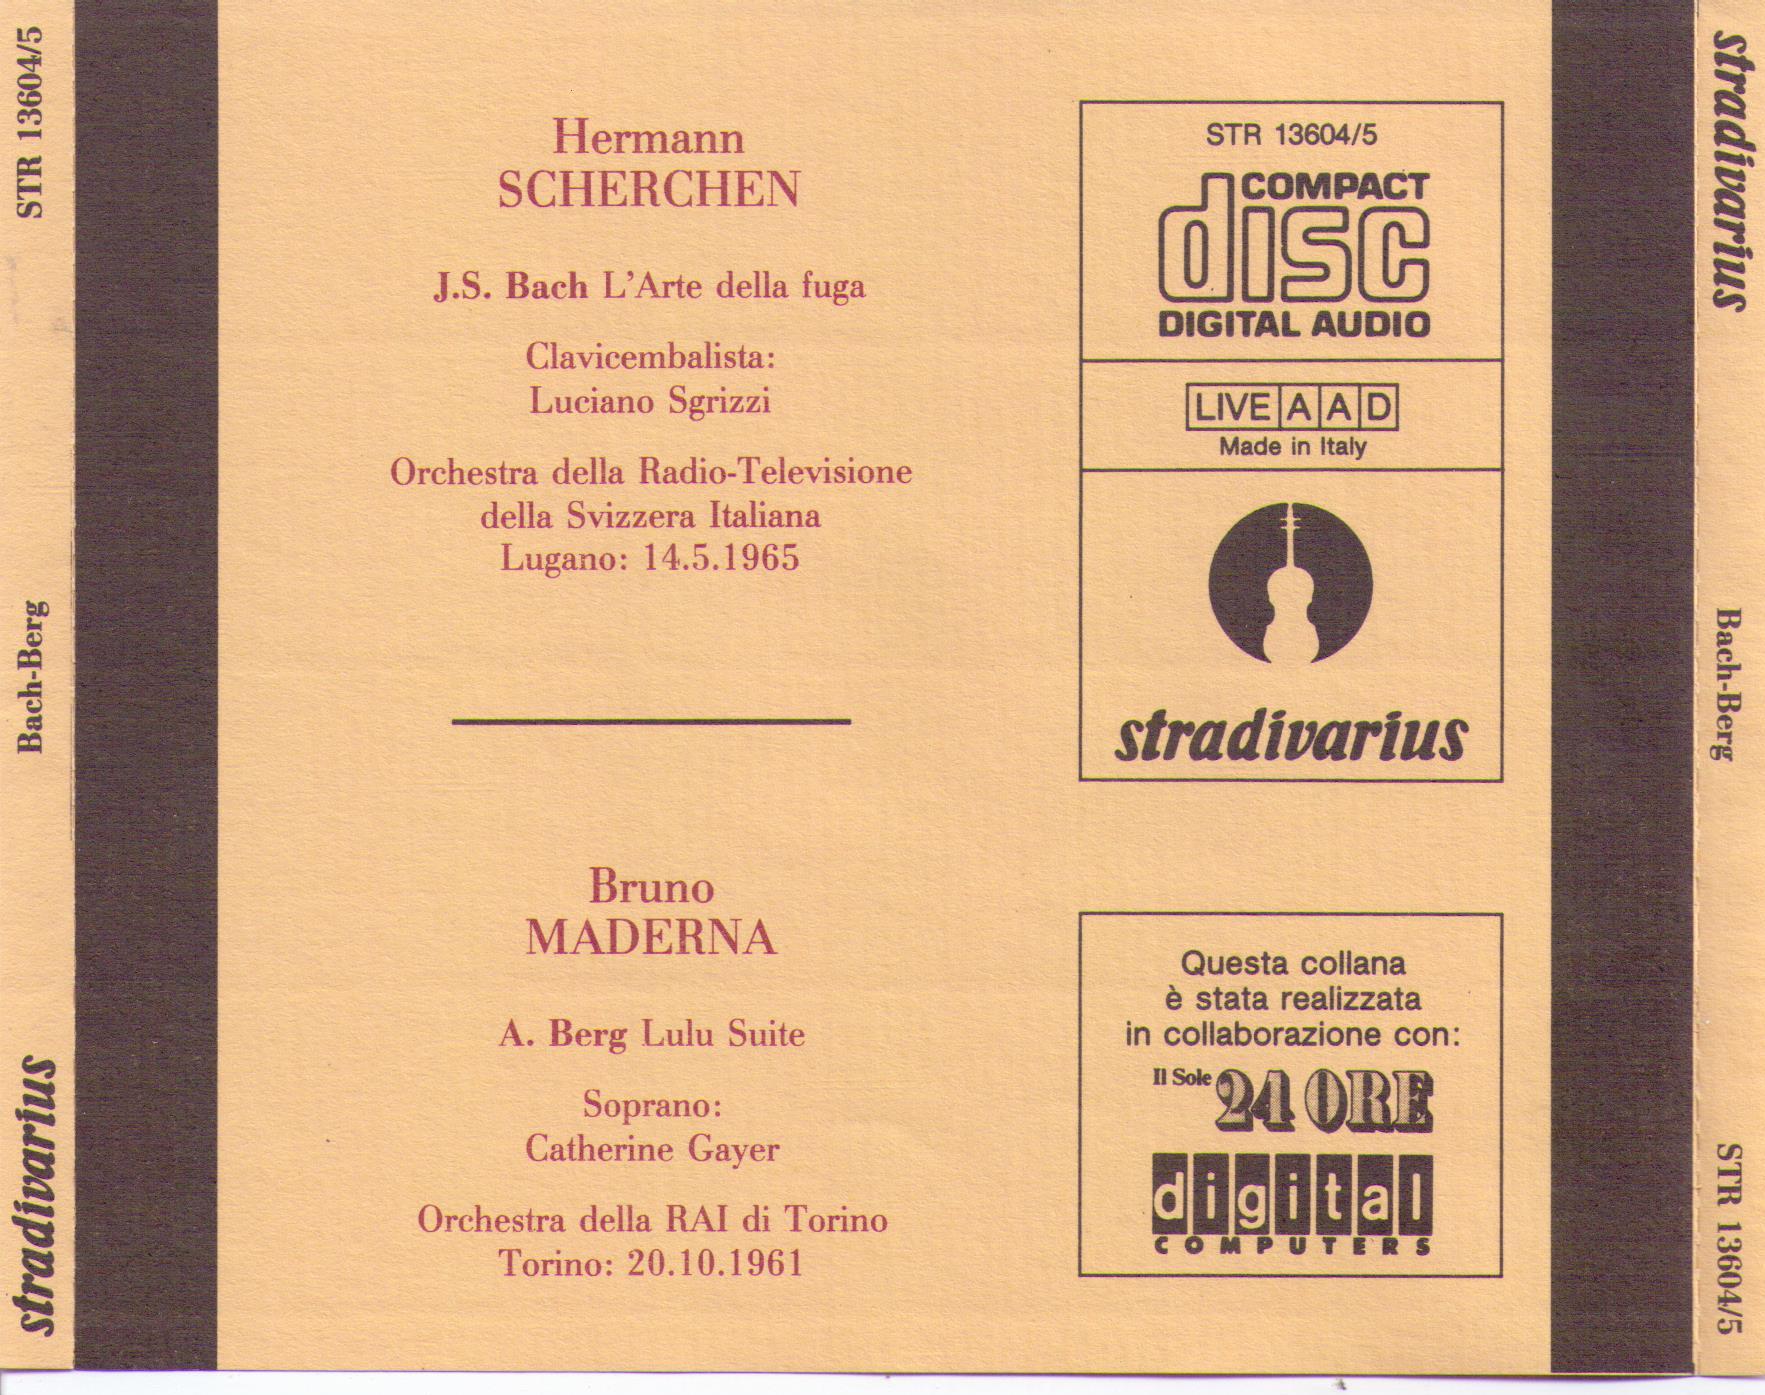 STR 13604/5
Bach-Berg
stradivarius
Hermann
SCHERCHEN
J.S. Bach L'Arte della fuga
Clavicembalista:
Luciano Sgrizzi
Orchestra della Radio-Televisione
della Svizzera Italiana
Lugano: 14.5.1965
Bruno
MADERNA
A. Berg Lulu Suite
Soprano:
Catherine Gayer
Orchestra della RAI di Torino
Torino: 20.10.1961
STR 13604/5
COMPACT
disc
DIGITAL AUDIO
LIVE A A D
Made in Italy
stradivarius
Questa collana
è stata realizzata
in collaborazione con:
Il Sole 24 ORE
digital
COMPUTERS
stradivarius
Bach-Berg
STR 13604/5